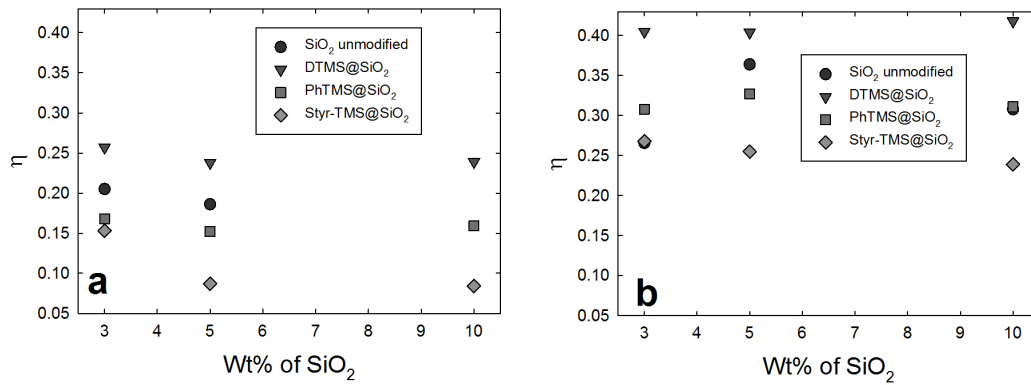 0.40
0.35
0.30
0.25
0.20
0.15
0.10
0.05
η
SiO2 unmodified
DTMS@SiO2
PhTMS@SiO2
Styr-TMS@SiO2
a
3 4 5 6 7 8 9 10
Wt% of SiO2
0.40
0.35
0.30
0.25
0.20
0.15
0.10
0.05
η
SiO2 unmodified
DTMS@SiO2
PhTMS@SiO2
Styr-TMS@SiO2
b
3 4 5 6 7 8 9 10
Wt% of SiO2